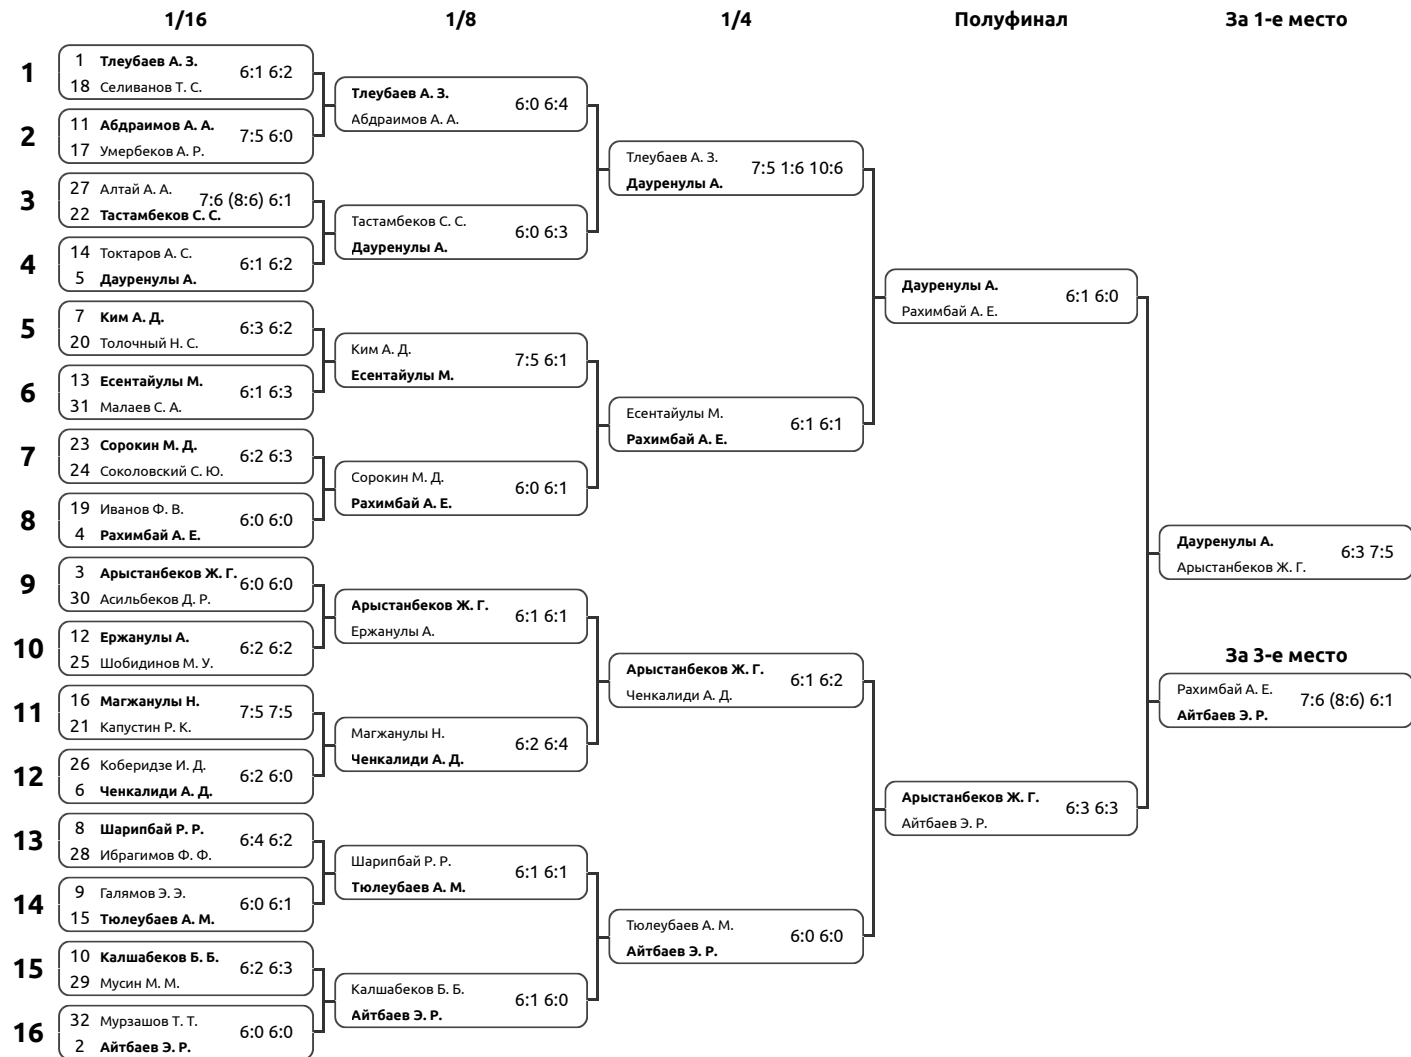 1/16
1/8
1/4
Полуфинал
За 1-е место
1
1 Тлеубаев А. З. 6:1 6:2
18 Селиванов Т. С.
2
11 Абдраимов А. А. 7:5 6:0
17 Умербеков А. Р.
3
27 Алтай А. А. 7:6 (8:6) 6:1
22 Тастамбеков С. С.
4
14 Токтаров А. С. 6:1 6:2
5 Дауренулы А.
5
7 Ким А. Д. 6:3 6:2
20 Толочный Н. С.
6
13 Есентайулы М. 6:1 6:3
31 Малаев С. А.
7
23 Сорокин М. Д. 6:2 6:3
24 Соколовский С. Ю.
8
19 Иванов Ф. В. 6:0 6:0
4 Рахимбай А. Е.
9
3 Арыстанбеков Ж. Г. 6:0 6:0
30 Асильбеков Д. Р.
10
12 Ержанулы А. 6:2 6:2
25 Шобидинов М. У.
11
16 Магжанулы Н. 7:5 7:5
21 Капустин Р. К.
12
26 Коберидзе И. Д. 6:2 6:0
6 Ченкалиди А. Д.
13
8 Шарипбай Р. Р. 6:4 6:2
28 Ибрагимов Ф. Ф.
14
9 Галямов Э. Э. 6:0 6:1
15 Тюлеубаев А. М.
15
10 Калшабеков Б. Б. 6:2 6:3
29 Мусин М. М.
16
32 Мурзашов Т. Т. 6:0 6:0
2 Айтбаев Э. Р.
Тлеубаев А. З. 6:0 6:4
Абдраимов А. А.
Тастамбеков С. С. 6:0 6:3
Дауренулы А.
Ким А. Д. 7:5 6:1
Есентайулы М.
Сорокин М. Д. 6:0 6:1
Рахимбай А. Е.
Арыстанбеков Ж. Г. 6:1 6:1
Ержанулы А.
Магжанулы Н. 6:2 6:4
Ченкалиди А. Д.
Шарипбай Р. Р. 6:1 6:1
Тюлеубаев А. М.
Калшабеков Б. Б. 6:1 6:0
Айтбаев Э. Р.
Тлеубаев А. З. 7:5 1:6 10:6
Дауренулы А.
Есентайулы М. 6:1 6:1
Рахимбай А. Е.
Арыстанбеков Ж. Г. 6:1 6:2
Ченкалиди А. Д.
Тюлеубаев А. М. 6:0 6:0
Айтбаев Э. Р.
Дауренулы А. 6:1 6:0
Рахимбай А. Е.
Арыстанбеков Ж. Г. 6:3 6:3
Айтбаев Э. Р.
Дауренулы А. 6:3 7:5
Арыстанбеков Ж. Г.
За 3-е место
Рахимбай А. Е. 7:6 (8:6) 6:1
Айтбаев Э. Р.